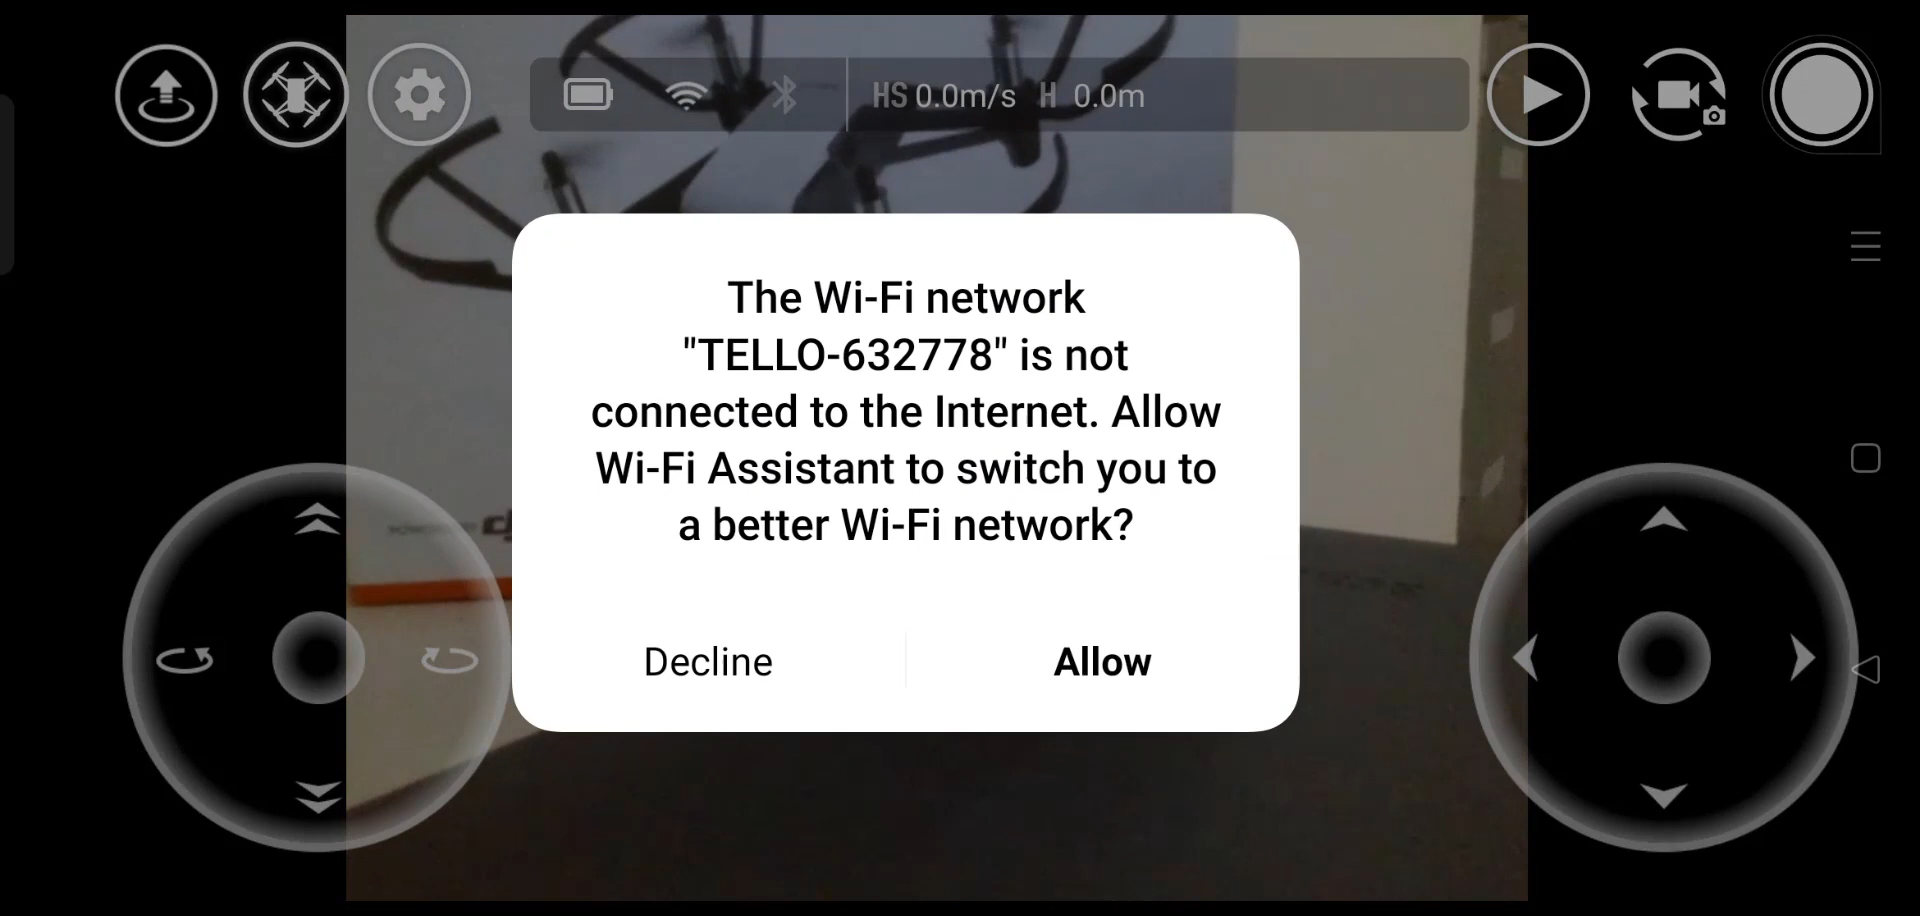 HS 0.0m/s H 0.0m
The Wi-Fi network
"TELLO-632778" is not
connected to the Internet. Allow
Wi-Fi Assistant to switch you to
a better Wi-Fi network?
Decline
Allow